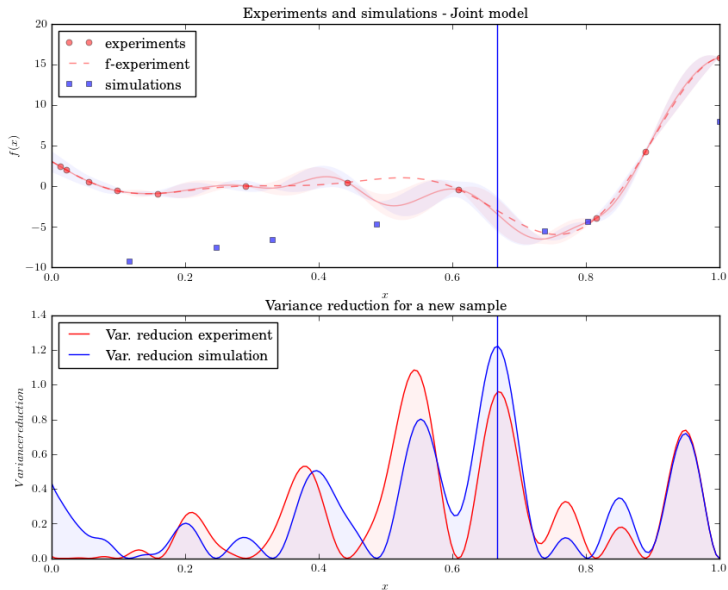 Experiments and simulations - Joint model
20
15
10
5
0
−5
−10
f(x)
experiments
f-experiment
simulations
0.0 0.2 0.4 0.6 0.8 1.0
x
Variance reduction for a new sample
1.4
1.2
1.0
0.8
0.6
0.4
0.2
0.0
Variancereduction
Var. reducion experiment
Var. reducion simulation
0.0 0.2 0.4 0.6 0.8 1.0
x